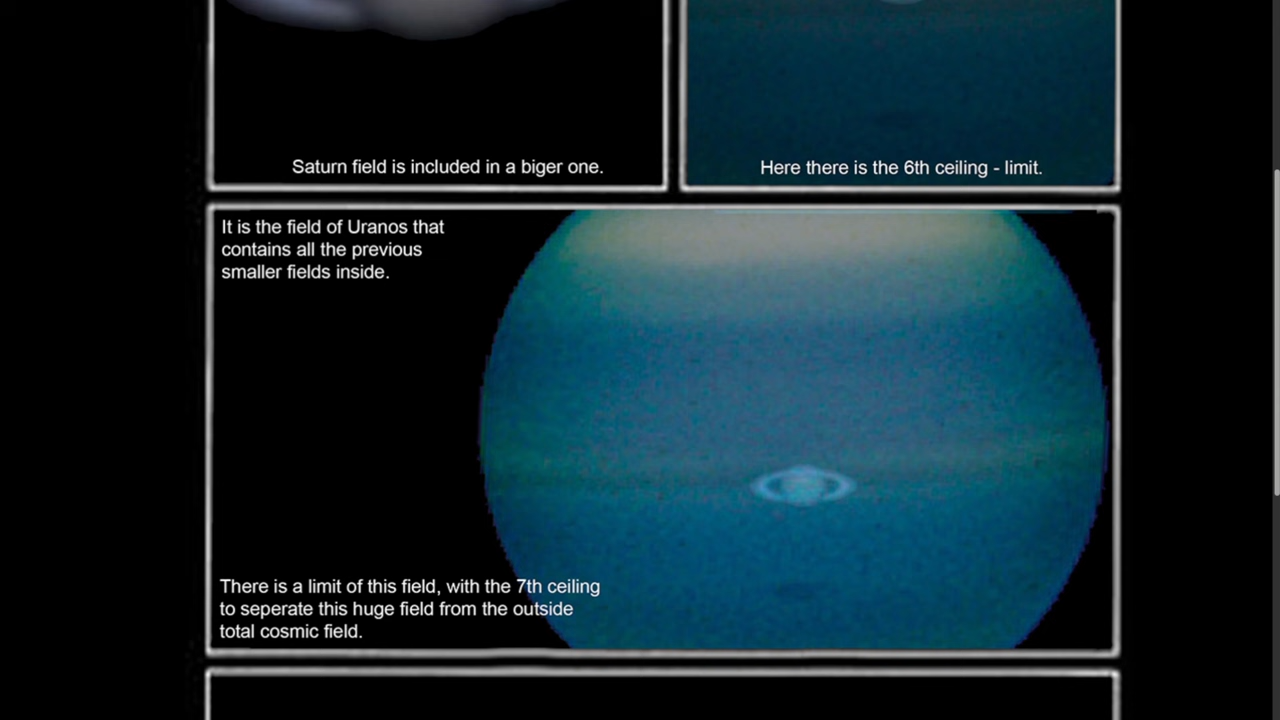 Saturn field is included in a biger one.
Here there is the 6th ceiling - limit.
It is the field of Uranos that
contains all the previous
smaller fields inside.
There is a limit of this field, with the 7th ceiling
to seperate this huge field from the outside
total cosmic field.